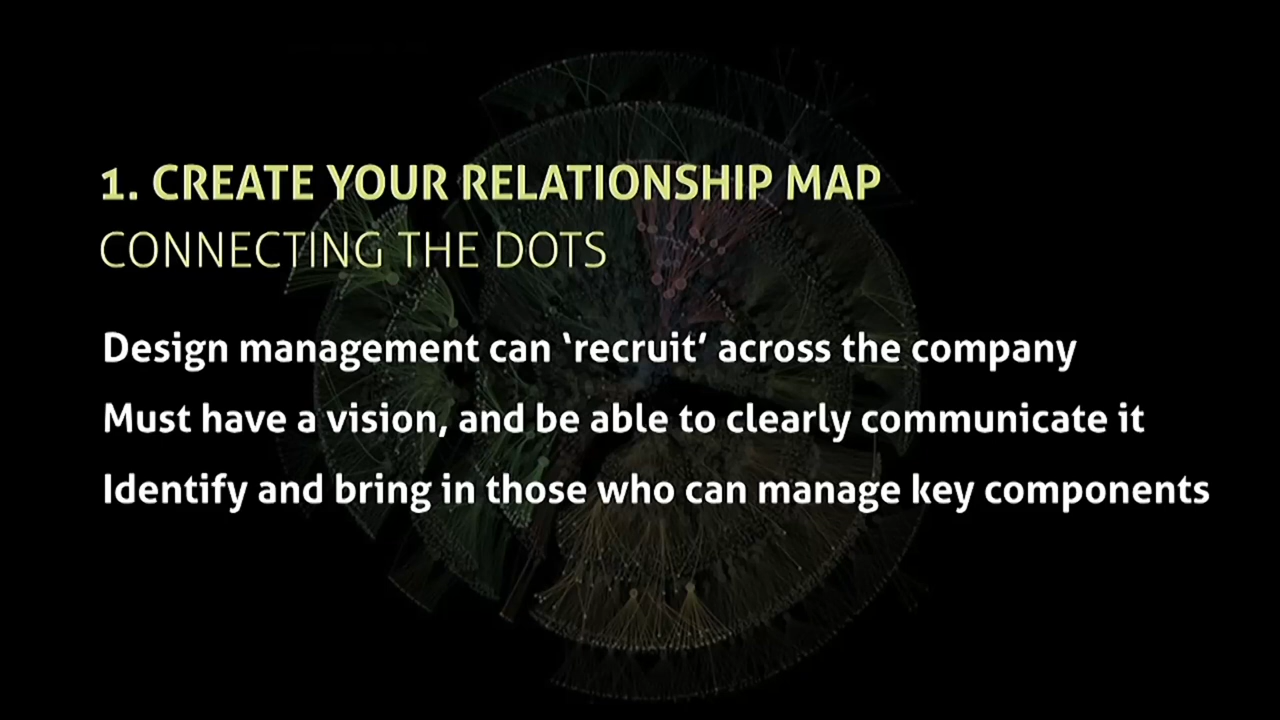 1. CREATE YOUR RELATIONSHIP MAP
CONNECTING THE DOTS
Design management can ‘recruit’ across the company
Must have a vision, and be able to clearly communicate it
Identify and bring in those who can manage key components